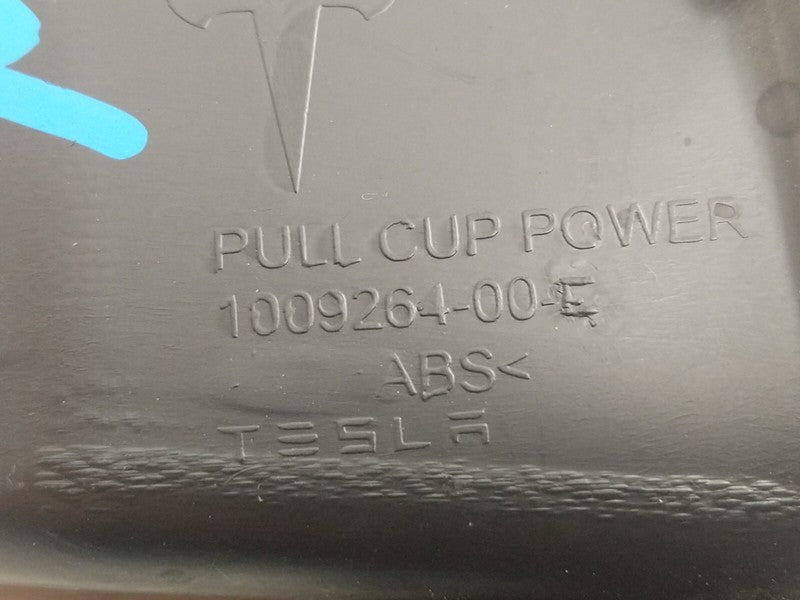 PULL CUP POWER
1009264-00-E
ABS<
TESLA